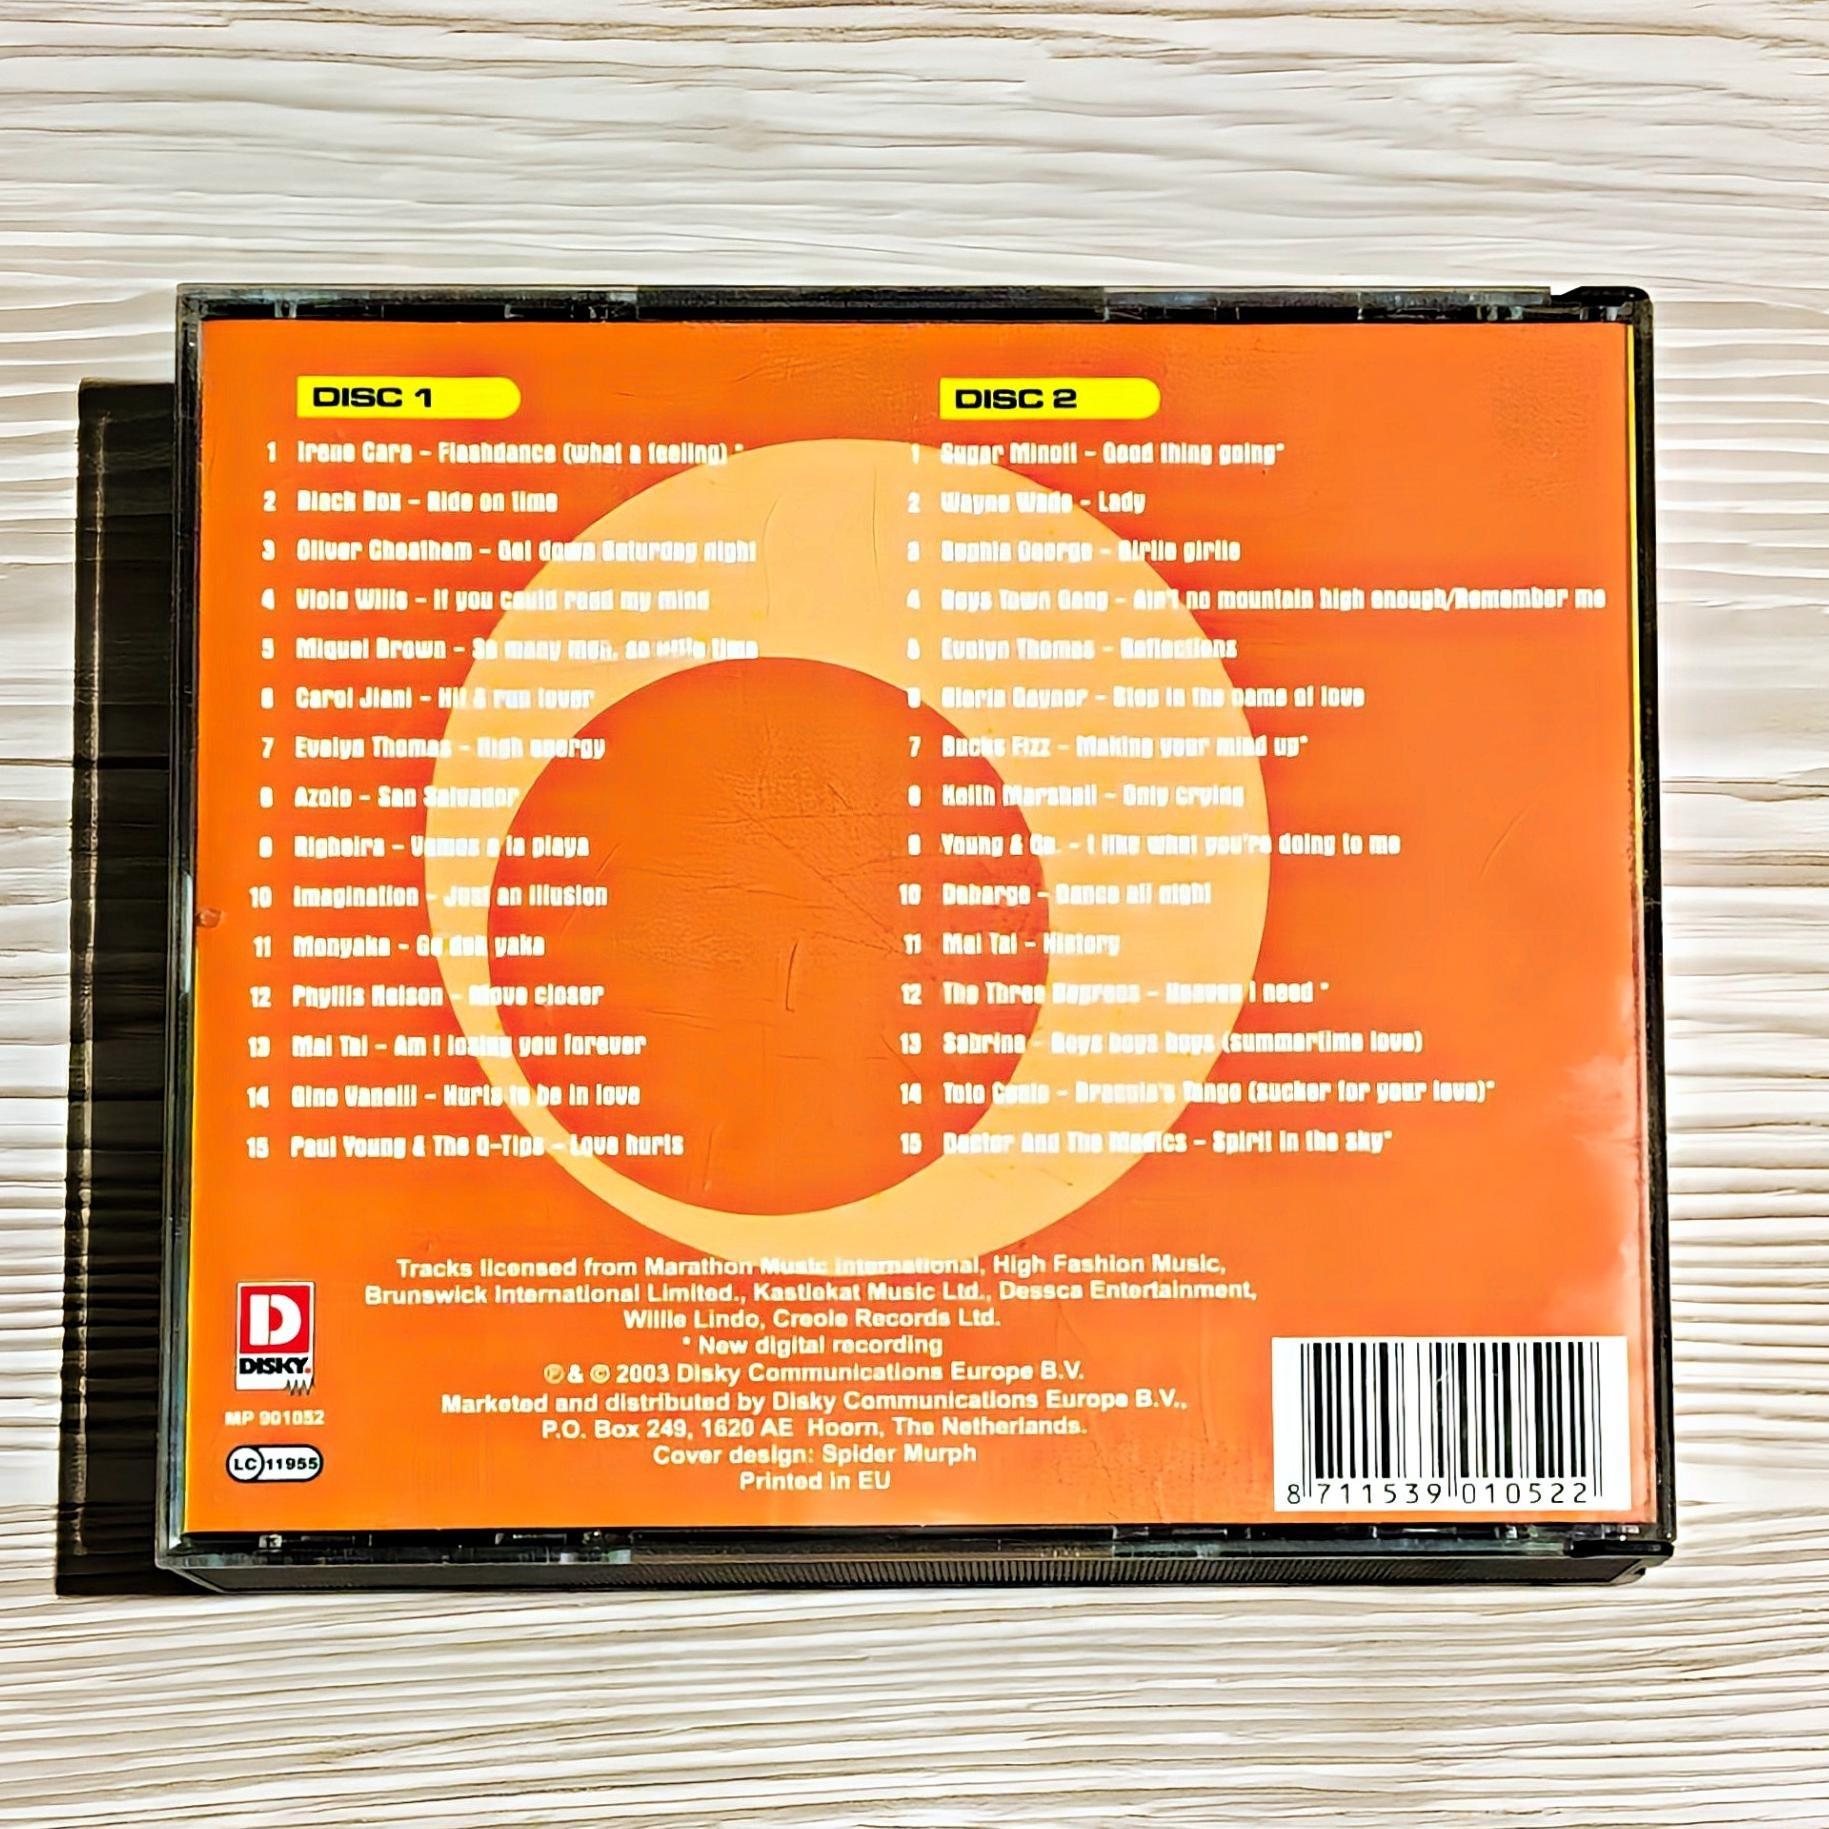 DISC 1
1 Irene Cara - Flashdance (what a feeling) *
2 Black Box - Ride on time
3 Oliver Cheatham - Get down Saturday night
4 Viola Wills - If you could read my mind
5 Miquel Brown - So many men, so little time
6 Carol Jiani - Hit & run lover
7 Evelyn Thomas - High energy
8 Azoto - San Salvador
9 Righeira - Vamos a la playa
10 Imagination - Just an illusion
11 Monyaka - Go deh yaka
12 Phyllis Nelson - Move closer
13 Mai Tai - Am I losing you forever
14 Gino Vanelli - Hurts to be in love
15 Paul Young & The Q-Tips - Love hurts
DISC 2
1 Sugar Minott - Good thing going*
2 Wayne Wade - Lady
3 Sophia George - Girlie girlie
4 Boys Town Gang - Ain't no mountain high enough/Remember me
5 Evelyn Thomas - Reflections
6 Gloria Gaynor - Stop in the name of love
7 Bucks Fizz - Making your mind up*
8 Keith Marshall - Only crying
9 Young & Co. - I like what you're doing to me
10 Debarge - Dance all night
11 Mai Tai - History
12 The Three Degrees - Heaven I need *
13 Sabrina - Boys boys boys (summertime love)
14 Toto Coelo - Dracula's Tango (sucker for your love)*
15 Doctor And The Medics - Spirit in the sky*
Tracks licensed from Marathon Music International, High Fashion Music,
Brunswick International Limited., Kastlekat Music Ltd., Dessca Entertainment,
Willie Lindo, Creole Records Ltd.
* New digital recording
℗ & © 2003 Disky Communications Europe B.V.
Marketed and distributed by Disky Communications Europe B.V.,
P.O. Box 249, 1620 AE Hoorn, The Netherlands.
Cover design: Spider Murph
Printed in EU
D
DISKY.
MP 901052
LC 11955
8 711539 010522